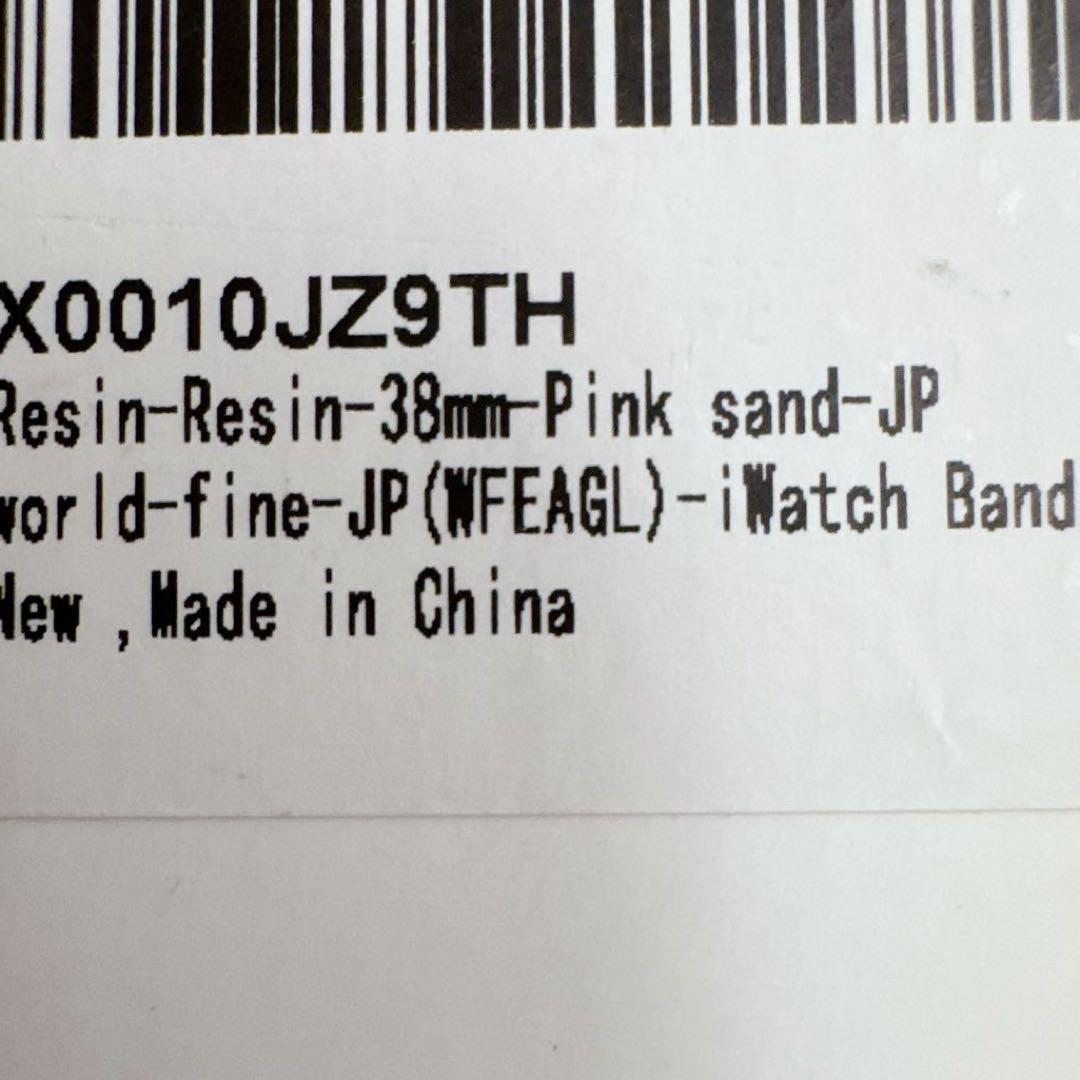 X0010JZ9TH
Resin-Resin-38mm-Pink sand-JP
world-fine-JP(WFEAGL)-iWatch Band
New ,Made in China